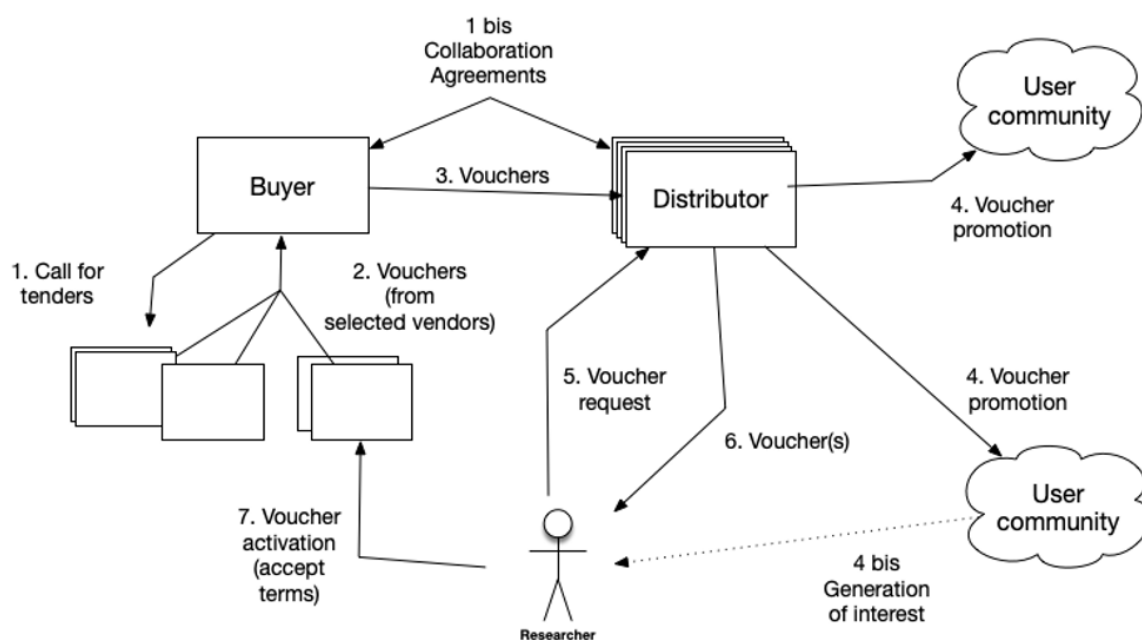 1 bis
Collaboration
Agreements
User
community
Buyer
3. Vouchers
Distributor
4. Voucher
promotion
1. Call for
tenders
2. Vouchers
(from
selected vendors)
5. Voucher
request
4. Voucher
promotion
6. Voucher(s)
7. Voucher
activation
(accept
terms)
User
community
4 bis
Generation
of interest
Researcher